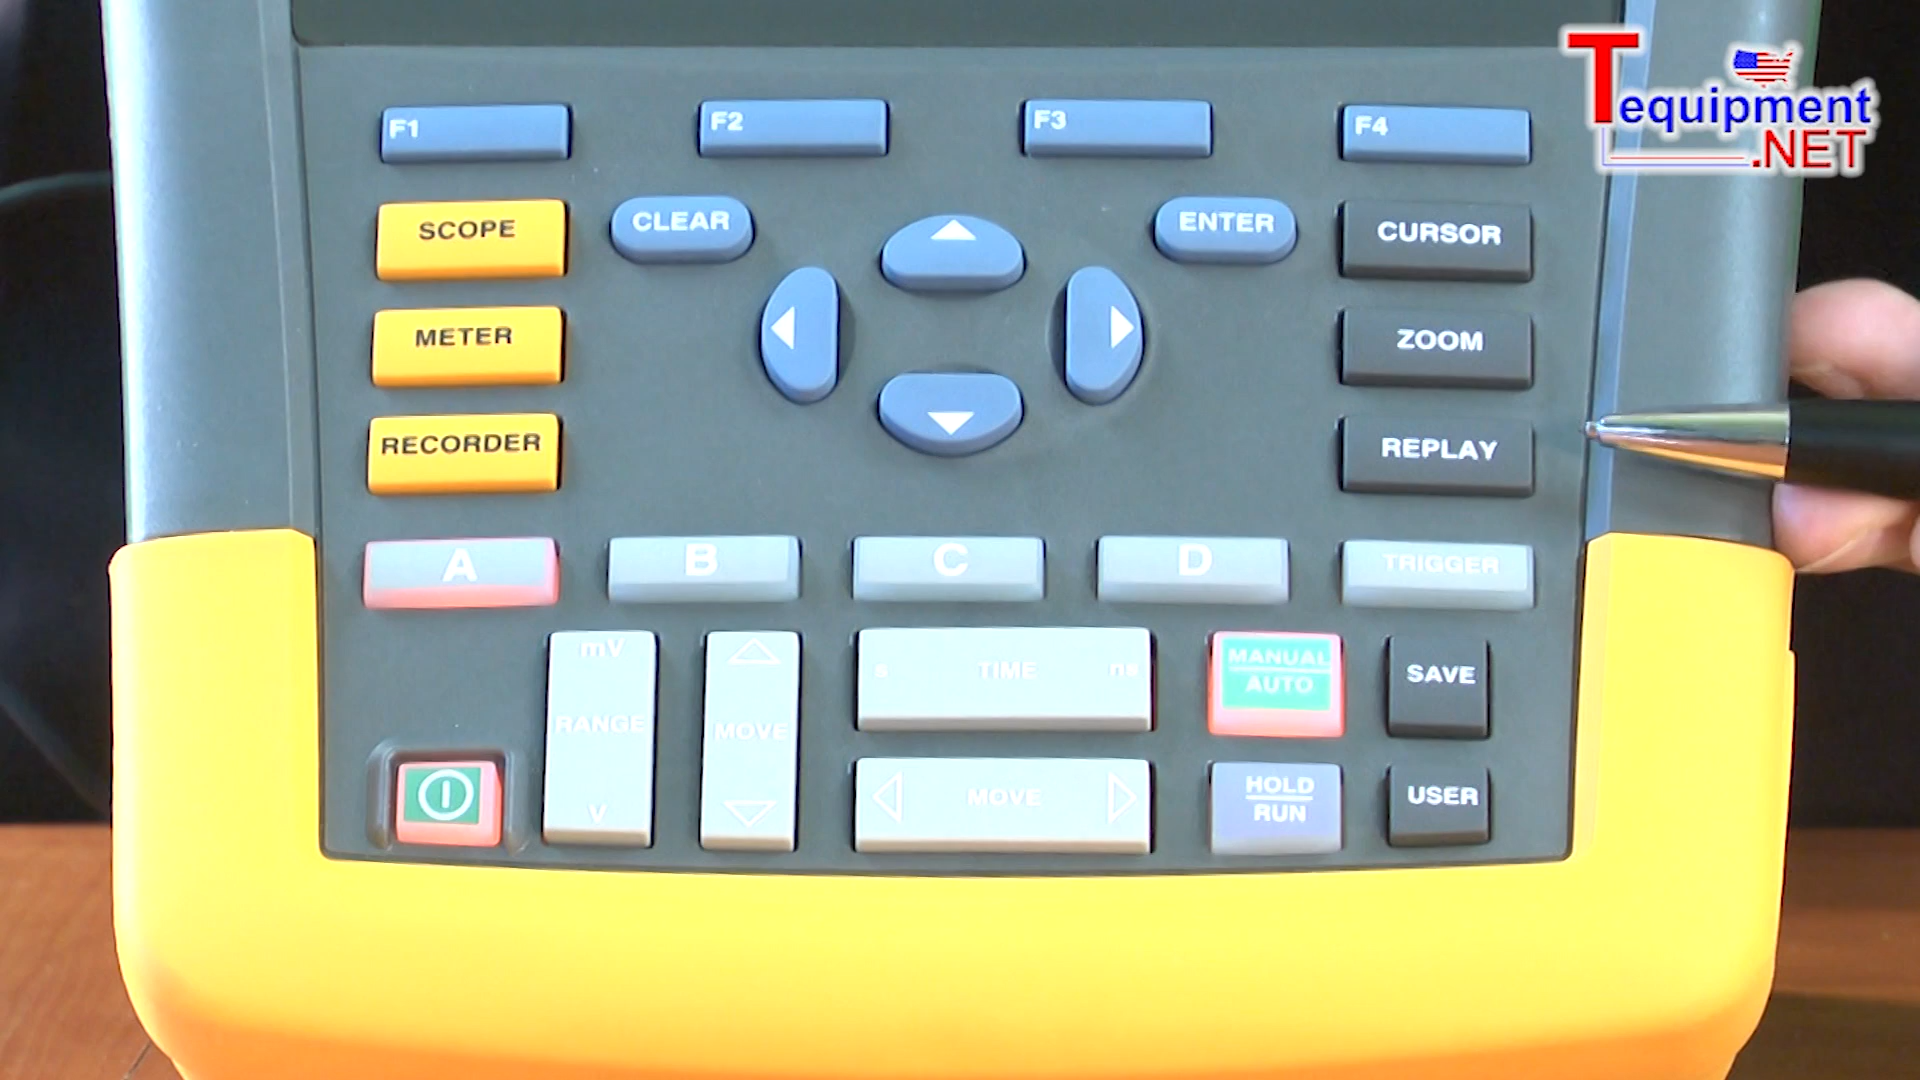 Tequipment
.NET
F1 F2 F3 F4
SCOPE CLEAR ENTER CURSOR
METER ZOOM
RECORDER REPLAY
A B C D TRIGGER
mV
RANGE
V
MOVE
s TIME ns
MOVE
MANUAL
AUTO
SAVE
HOLD
RUN
USER